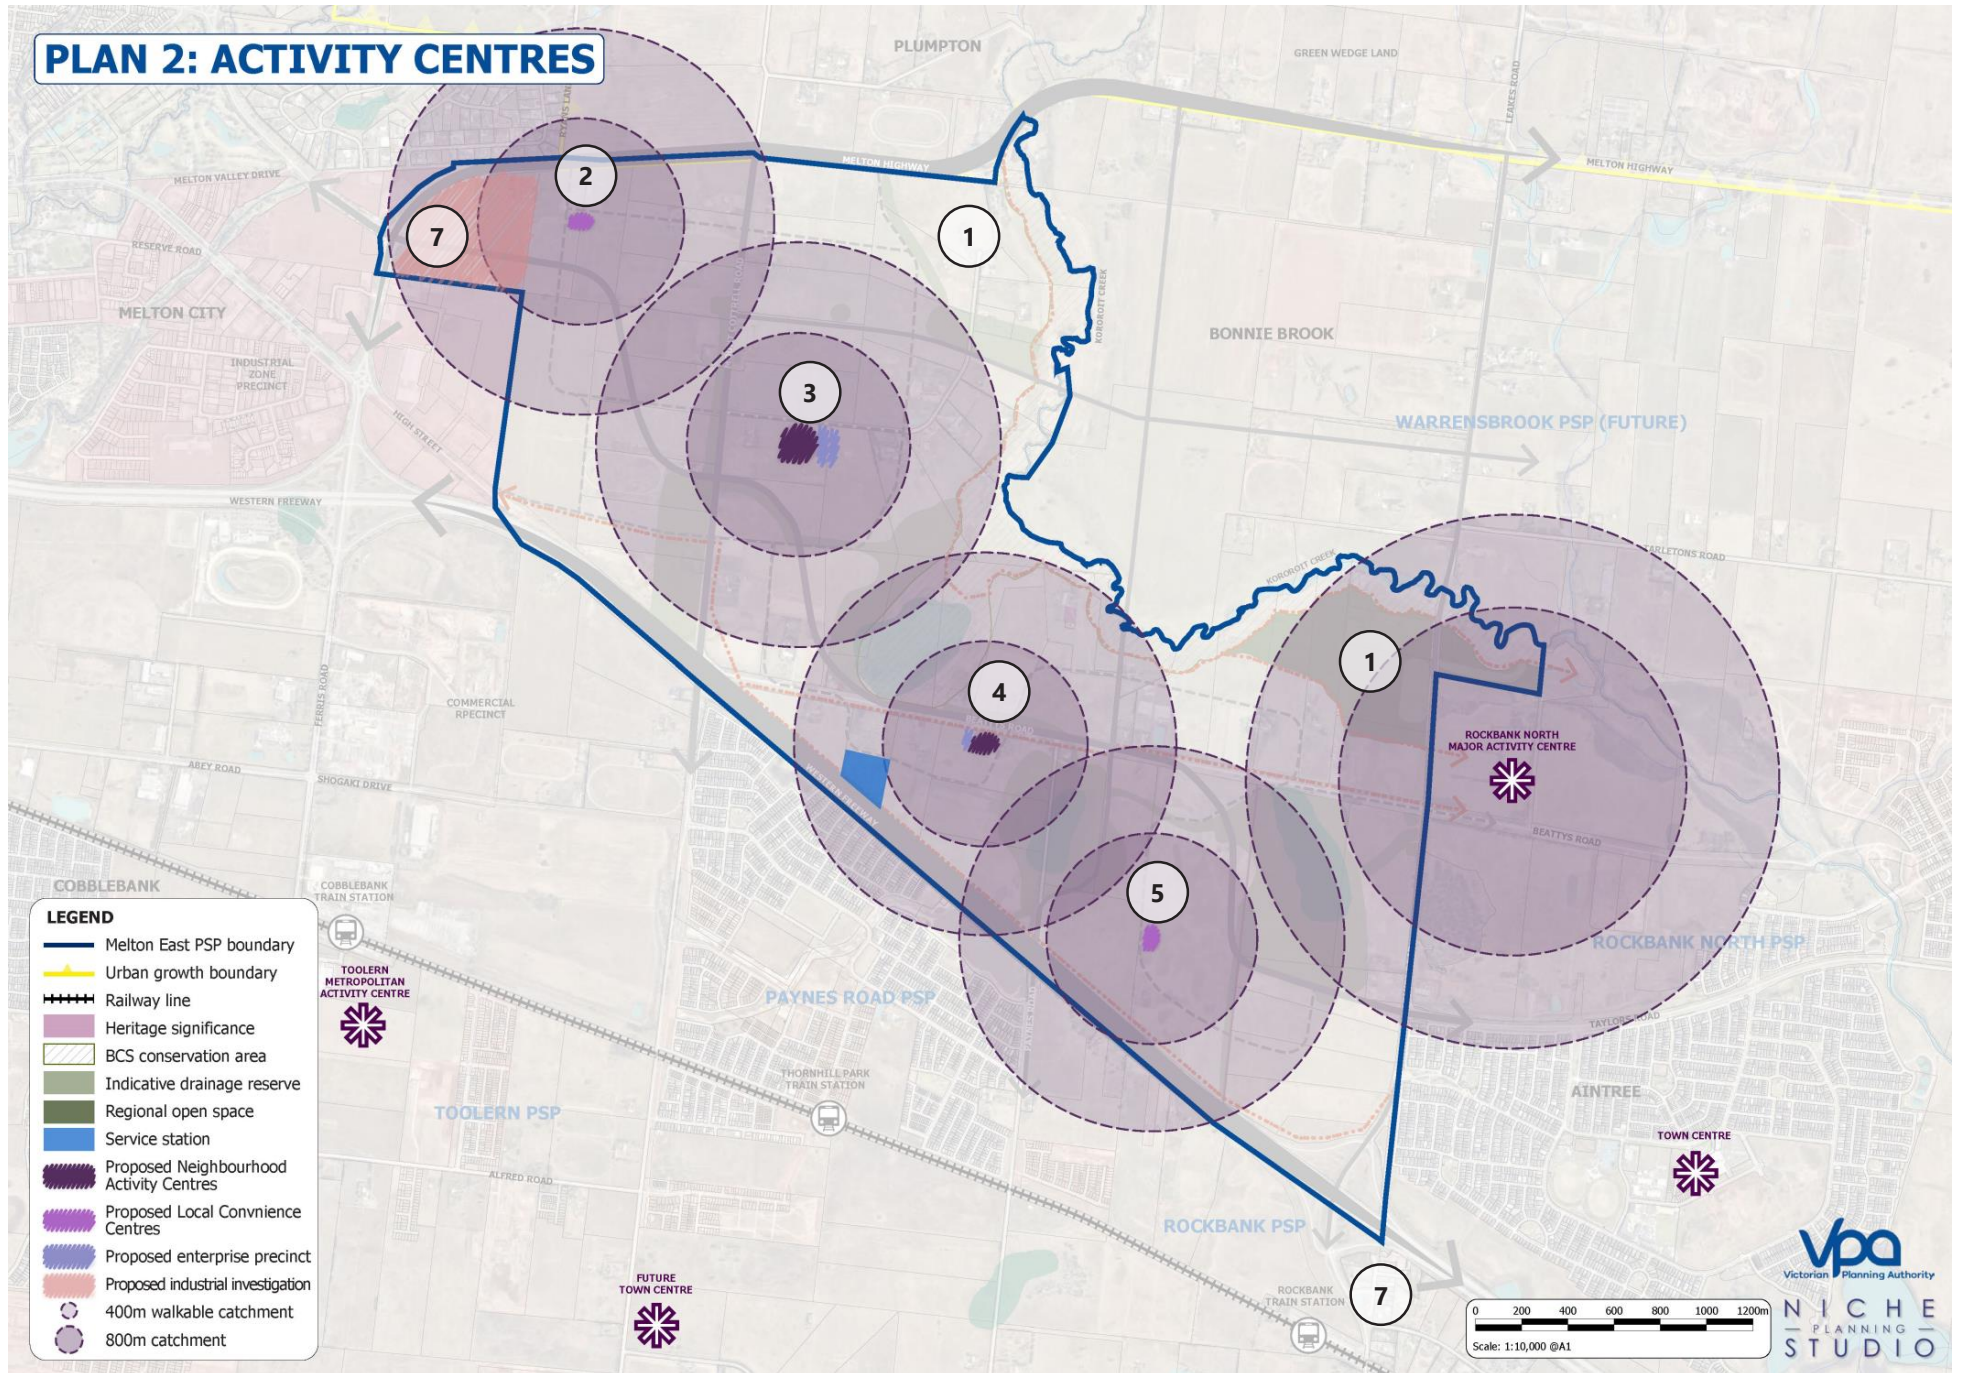 PLAN 2: ACTIVITY CENTRES
PLUMPTON
GREEN WEDGE LAND
LEAKES ROAD
MELTON HIGHWAY
MELTON HIGHWAY
MELTON VALLEY DRIVE
2
7
1
RESERVE ROAD
MELTON CITY
KOROROIT CREEK
BONNIE BROOK
INDUSTRIAL
ZONE
PRECINCT
3
HIGH STREET
WARRENSBROOK PSP (FUTURE)
WESTERN FREEWAY
TARLETONS ROAD
KOROROIT CREEK
1
FERRIS ROAD
4
COMMERCIAL
RPECINCT
ROCKBANK NORTH
MAJOR ACTIVITY CENTRE
ABEY ROAD
SHOGAKI DRIVE
WESTERN FREEWAY
BEATTYS ROAD
5
COBBLEBANK
COBBLEBANK
TRAIN STATION
ROCKBANK NORTH PSP
TOOLERN
METROPOLITAN
ACTIVITY CENTRE
PAYNES ROAD PSP
TAYLORS ROAD
THORNHILL PARK
TRAIN STATION
AINTREE
TOOLERN PSP
TOWN CENTRE
ALFRED ROAD
ROCKBANK PSP
FUTURE
TOWN CENTRE
ROCKBANK
TRAIN STATION
7
LEGEND
Melton East PSP boundary
Urban growth boundary
Railway line
Heritage significance
BCS conservation area
Indicative drainage reserve
Regional open space
Service station
Proposed Neighbourhood
Activity Centres
Proposed Local Convnience
Centres
Proposed enterprise precinct
Proposed industrial investigation
400m walkable catchment
800m catchment
0 200 400 600 800 1000 1200m
Scale: 1:10,000 @A1
vpa
Victorian Planning Authority
NICHE
PLANNING
STUDIO